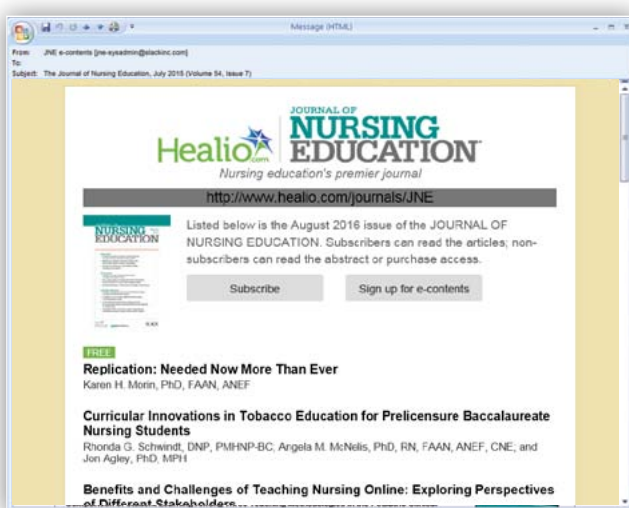 Message (HTML)
From: JNE e-contents [jne-sysadmin@slackinc.com]
To:
Subject: The Journal of Nursing Education, July 2016 (Volume 54, Issue 7)
Healio.com
JOURNAL OF
NURSING
EDUCATION
Nursing education's premier journal
http://www.healio.com/journals/JNE
NURSING
EDUCATION
Listed below is the August 2016 issue of the JOURNAL OF
NURSING EDUCATION. Subscribers can read the articles; non-
subscribers can read the abstract or purchase access.
Subscribe
Sign up for e-contents
FREE
Replication: Needed Now More Than Ever
Karen H. Morin, PhD, FAAN, ANEF
Curricular Innovations in Tobacco Education for Prelicensure Baccalaureate
Nursing Students
Rhonda G. Schwindt, DNP, PMHNP-BC; Angela M. McNelis, PhD, RN, FAAN, ANEF, CNE; and
Jon Agley, PhD, MPH
Benefits and Challenges of Teaching Nursing Online: Exploring Perspectives
of Different Stakeholders